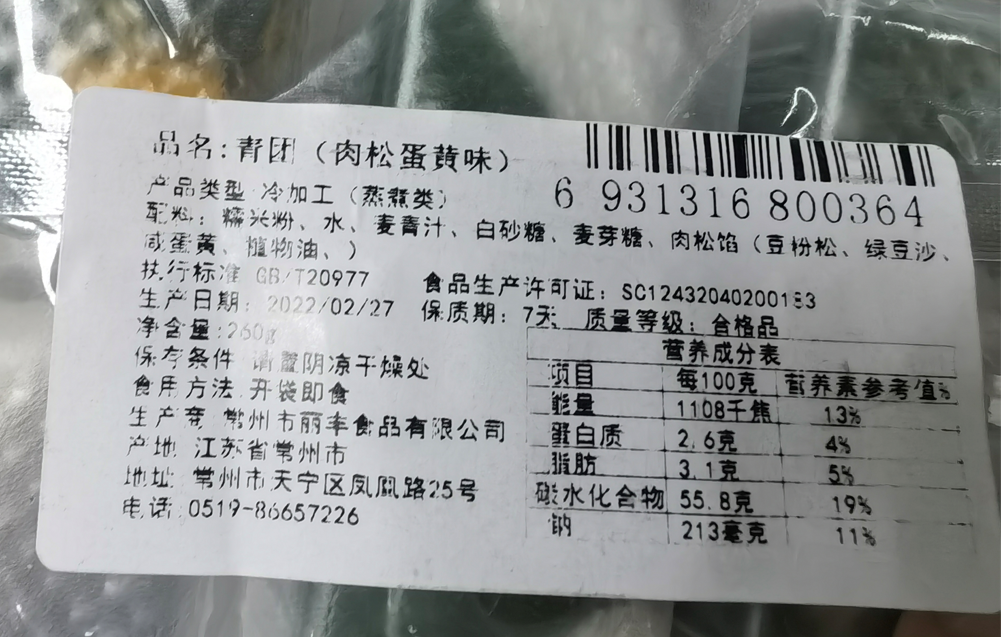 品名:青团（肉松蛋黄味）
6 931316 800364
产品类型 冷加工（蒸煮类）
配料：糯米粉、水、麦青汁、白砂糖、麦芽糖、肉松馅（豆粉松、绿豆沙、
咸蛋黄、植物油、）
执行标准 GB/T20977 食品生产许可证：SC12432040200183
生产日期：2022/02/27 保质期：7天 质量等级：合格品
净含量:260g
保存条件 请置阴凉干燥处
食用方法 开袋即食
生产商 常州市丽丰食品有限公司
产地 江苏省常州市
地址 常州市天宁区凤凰路25号
电话 0519-86657226
营养成分表
项目 每100克 营养素参考值%
能量 1108千焦 13%
蛋白质 2.6克 4%
脂肪 3.1克 5%
碳水化合物 55.8克 19%
钠 213毫克 11%